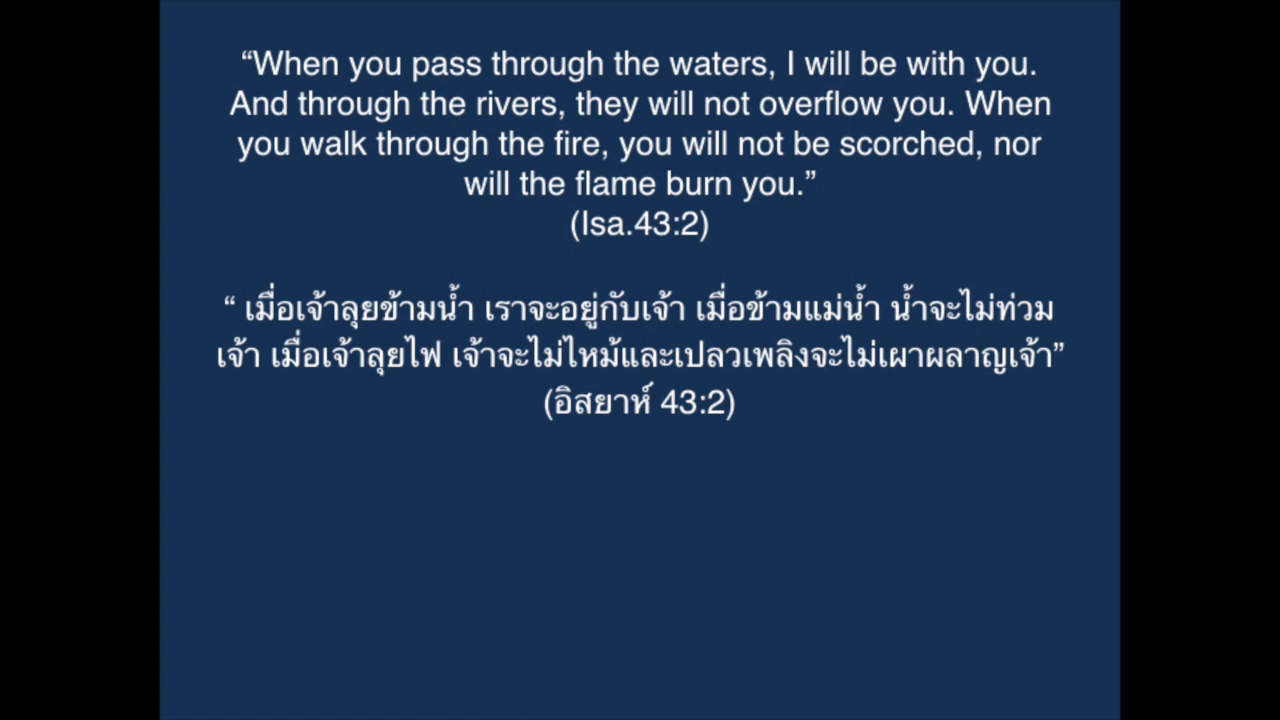 “When you pass through the waters, I will be with you.
And through the rivers, they will not overflow you. When
you walk through the fire, you will not be scorched, nor
will the flame burn you.”
(Isa.43:2)
“ เมื่อเจ้าลุยข้ามน้ำ เราจะอยู่กับเจ้า เมื่อข้ามแม่น้ำ น้ำจะไม่ท่วม
เจ้า เมื่อเจ้าลุยไฟ เจ้าจะไม่ไหม้และเปลวเพลิงจะไม่เผาผลาญเจ้า”
(อิสยาห์ 43:2)